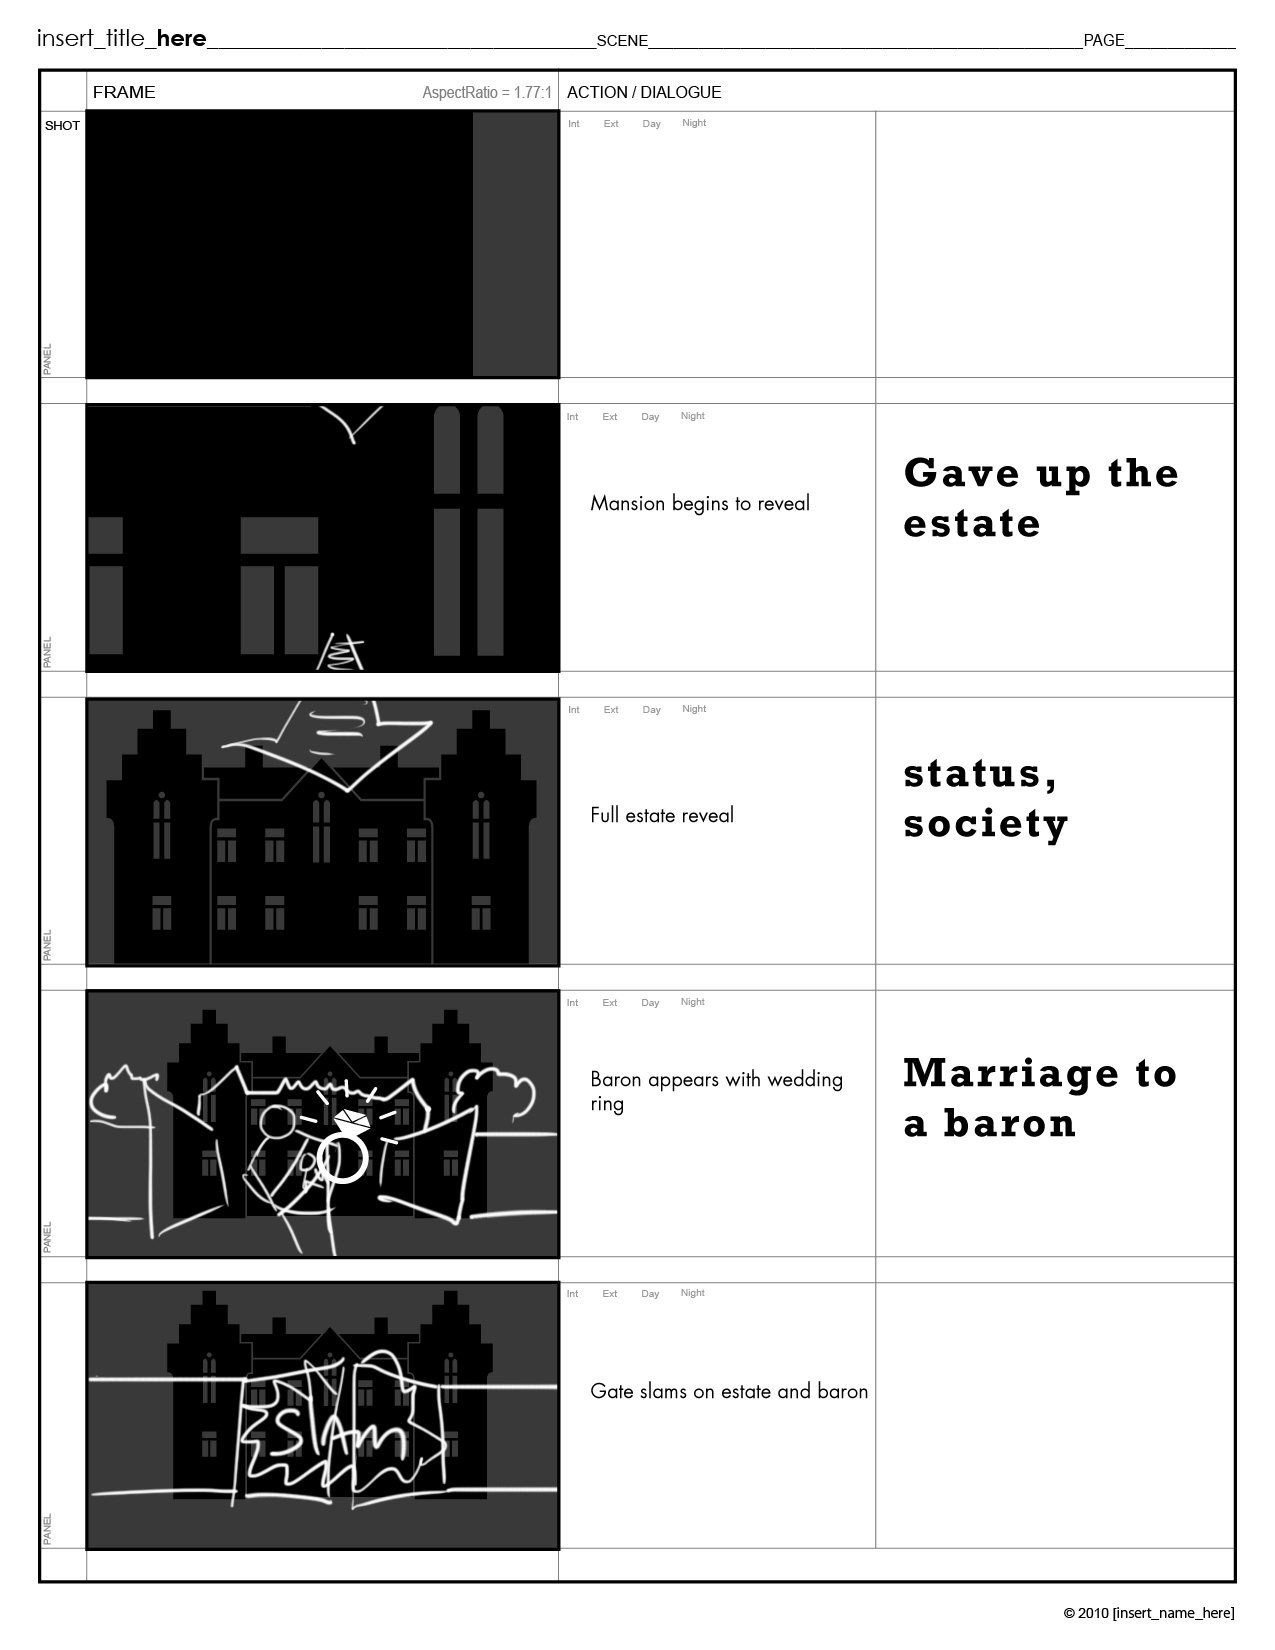 insert_title_here_SCENE_PAGE_
FRAME AspectRatio = 1.77:1 ACTION / DIALOGUE
SHOT
Int Ext Day Night
PANEL
Int Ext Day Night
Mansion begins to reveal
Gave up the
estate
PANEL
Int Ext Day Night
Full estate reveal
status,
society
PANEL
Int Ext Day Night
Baron appears with wedding
ring
Marriage to
a baron
PANEL
Int Ext Day Night
SlAm
Gate slams on estate and baron
PANEL
© 2010 [insert_name_here]